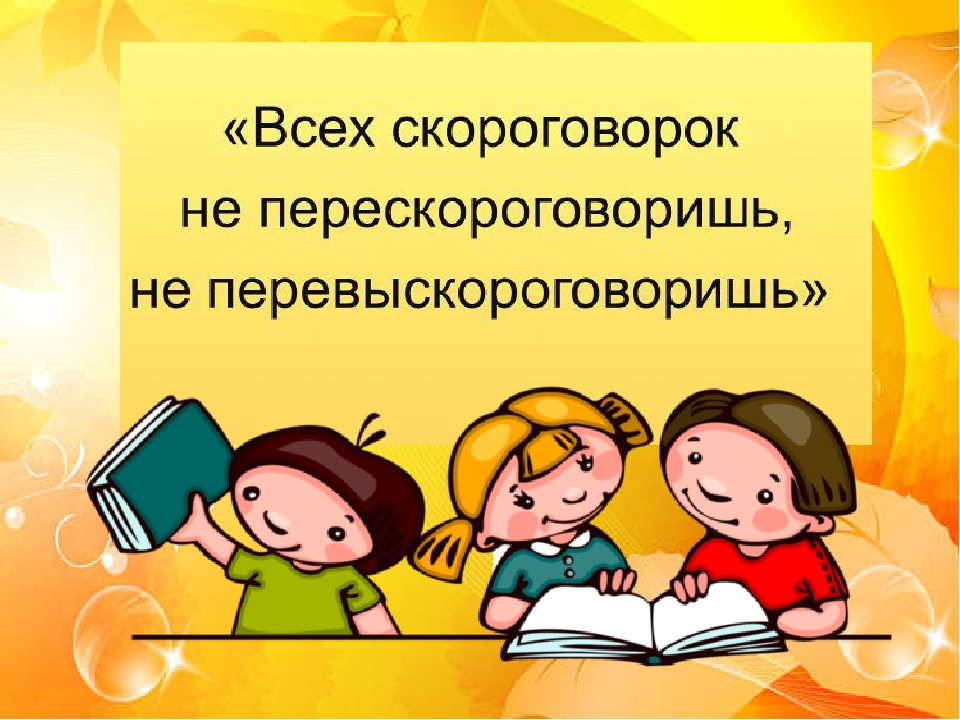 «Всех скороговорок
не перескороговоришь,
не перевыскороговоришь»